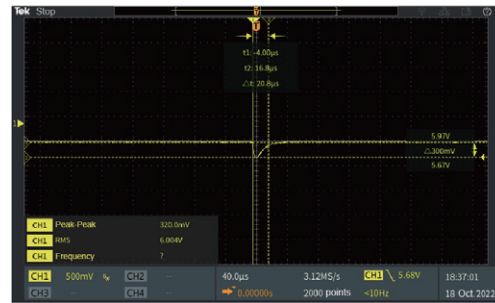 Tek Stop
T
t1: -4.00µs
t2: 16.8µs
△t: 20.8µs
1
5.97V
△300mV
5.67V
CH1 Peak-Peak 320.0mV
CH1 RMS 6.004V
CH1 Frequency ?
CH1 500mV CH2 -- 40.0µs 3.12MS/s CH1 5.68V 18:37:01
CH3 -- CH4 -- 0.00000s 2000 points <10Hz 18 Oct. 2022